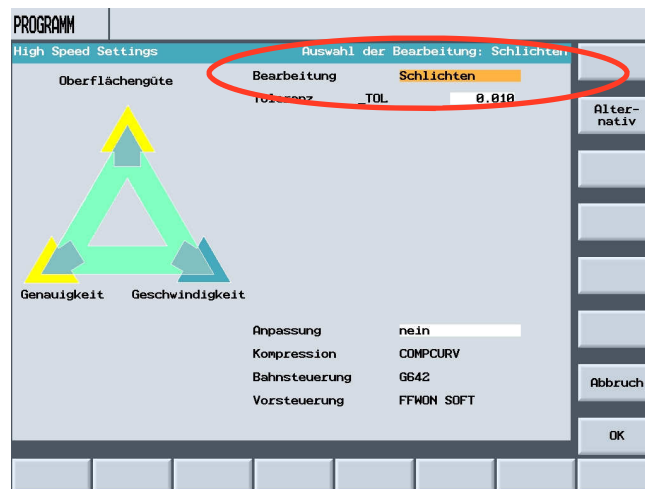 PROGRAMM
High Speed Settings Auswahl der Bearbeitung: Schlichten
Oberflächengüte
Bearbeitung Schlichten
Toleranz _TOL 0.010
Alter-
nativ
Genauigkeit Geschwindigkeit
Anpassung nein
Kompression COMPCURV
Bahnsteuerung G642
Vorsteuerung FFWON SOFT
Abbruch
OK